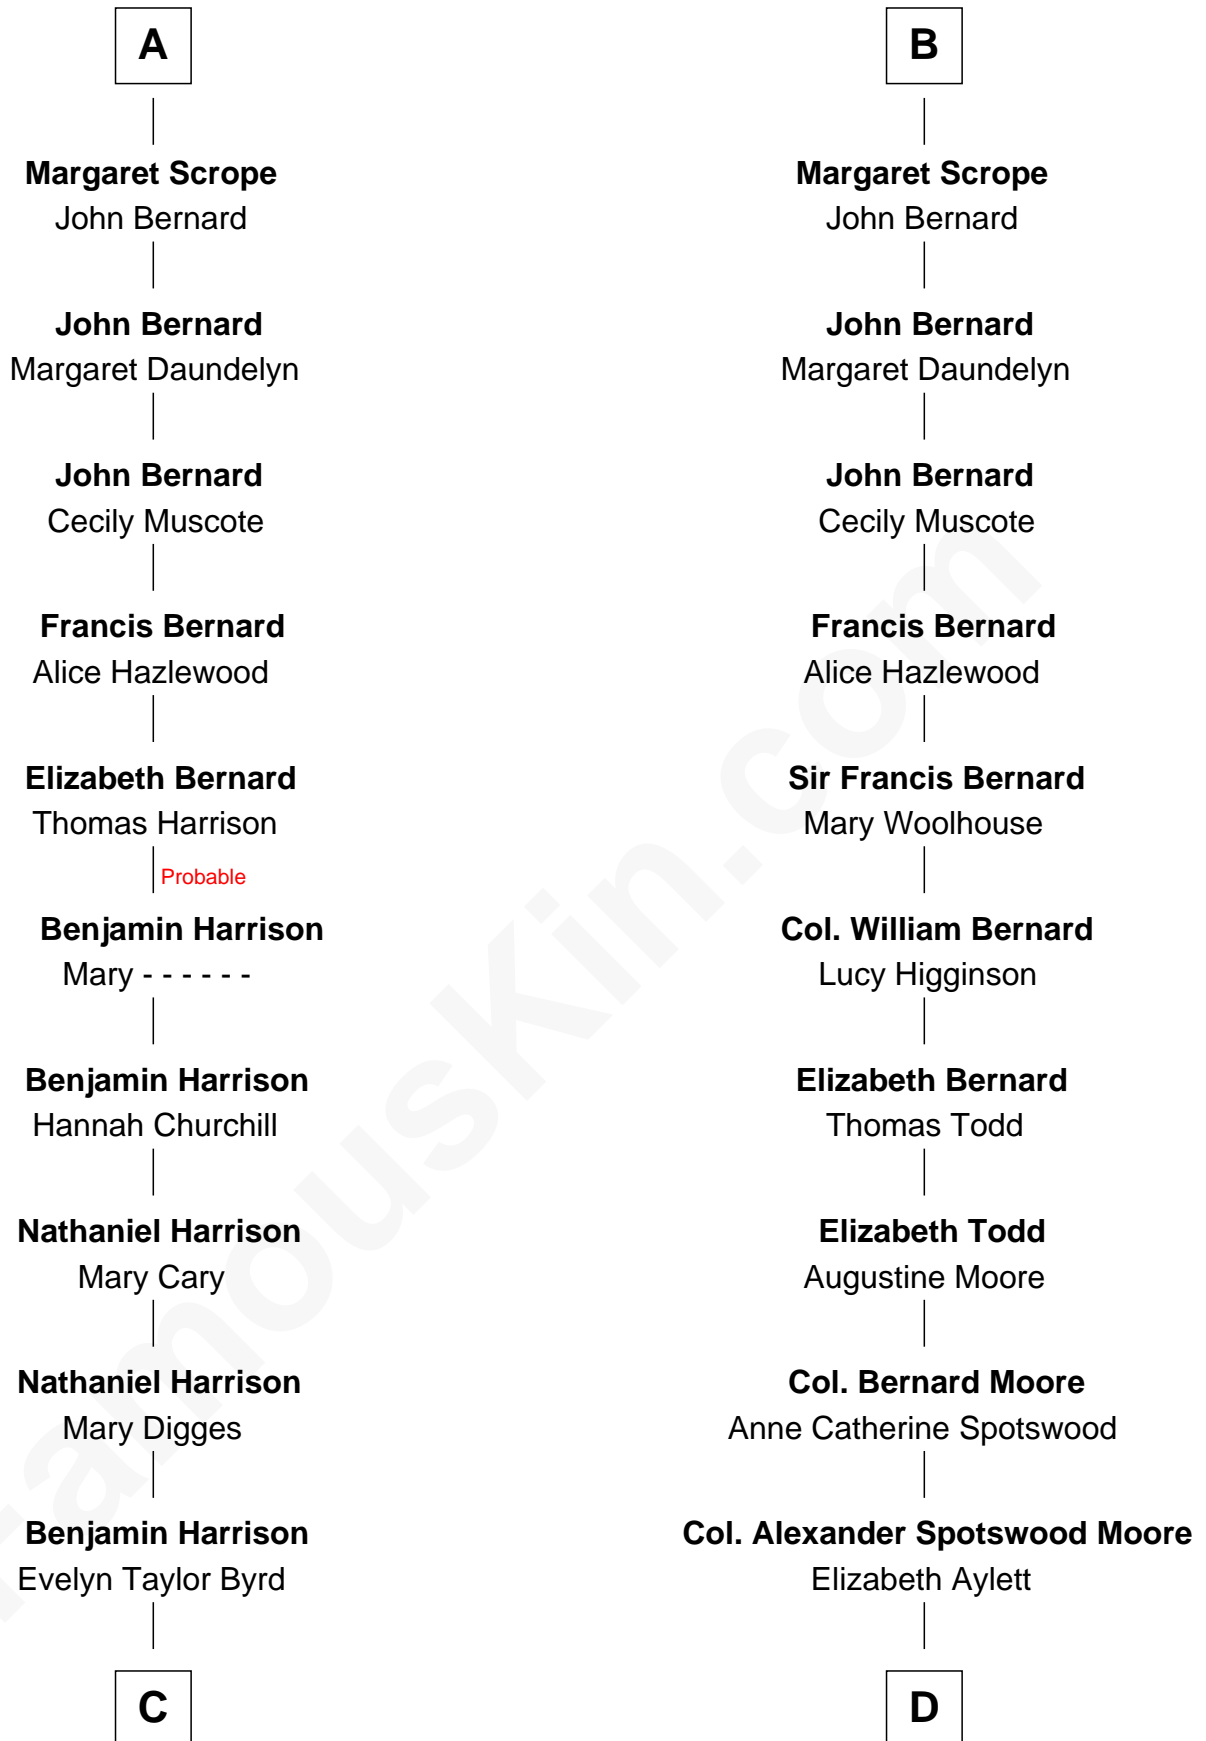 A
Margaret Scrope
John Bernard
John Bernard
Margaret Daundelyn
John Bernard
Cecily Muscote
Francis Bernard
Alice Hazlewood
Elizabeth Bernard
Thomas Harrison
Probable
Benjamin Harrison
Mary - - - - - -
Benjamin Harrison
Hannah Churchill
Nathaniel Harrison
Mary Cary
Nathaniel Harrison
Mary Digges
Benjamin Harrison
Evelyn Taylor Byrd
C
B
Margaret Scrope
John Bernard
John Bernard
Margaret Daundelyn
John Bernard
Cecily Muscote
Francis Bernard
Alice Hazlewood
Sir Francis Bernard
Mary Woolhouse
Col. William Bernard
Lucy Higginson
Elizabeth Bernard
Thomas Todd
Elizabeth Todd
Augustine Moore
Col. Bernard Moore
Anne Catherine Spotswood
Col. Alexander Spotswood Moore
Elizabeth Aylett
D
FamousKin.com